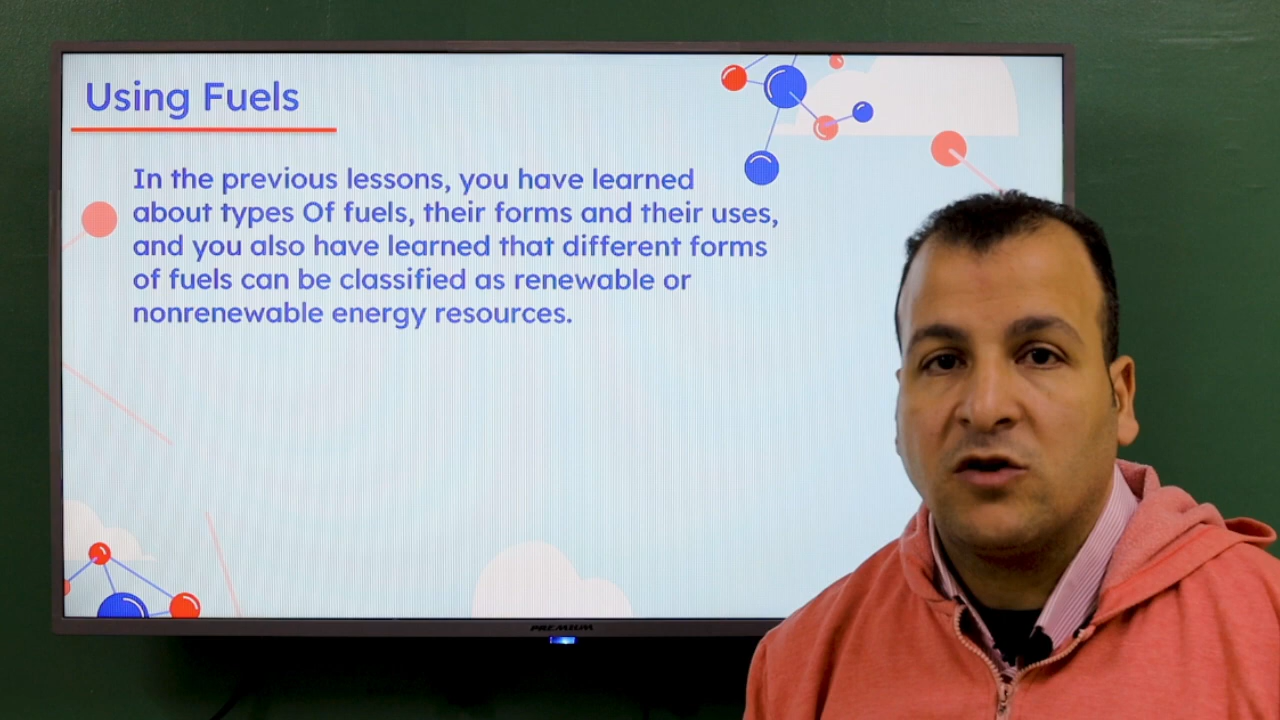 Using Fuels
In the previous lessons, you have learned
about types Of fuels, their forms and their uses,
and you also have learned that different forms
of fuels can be classified as renewable or
nonrenewable energy resources.
PREMIUM